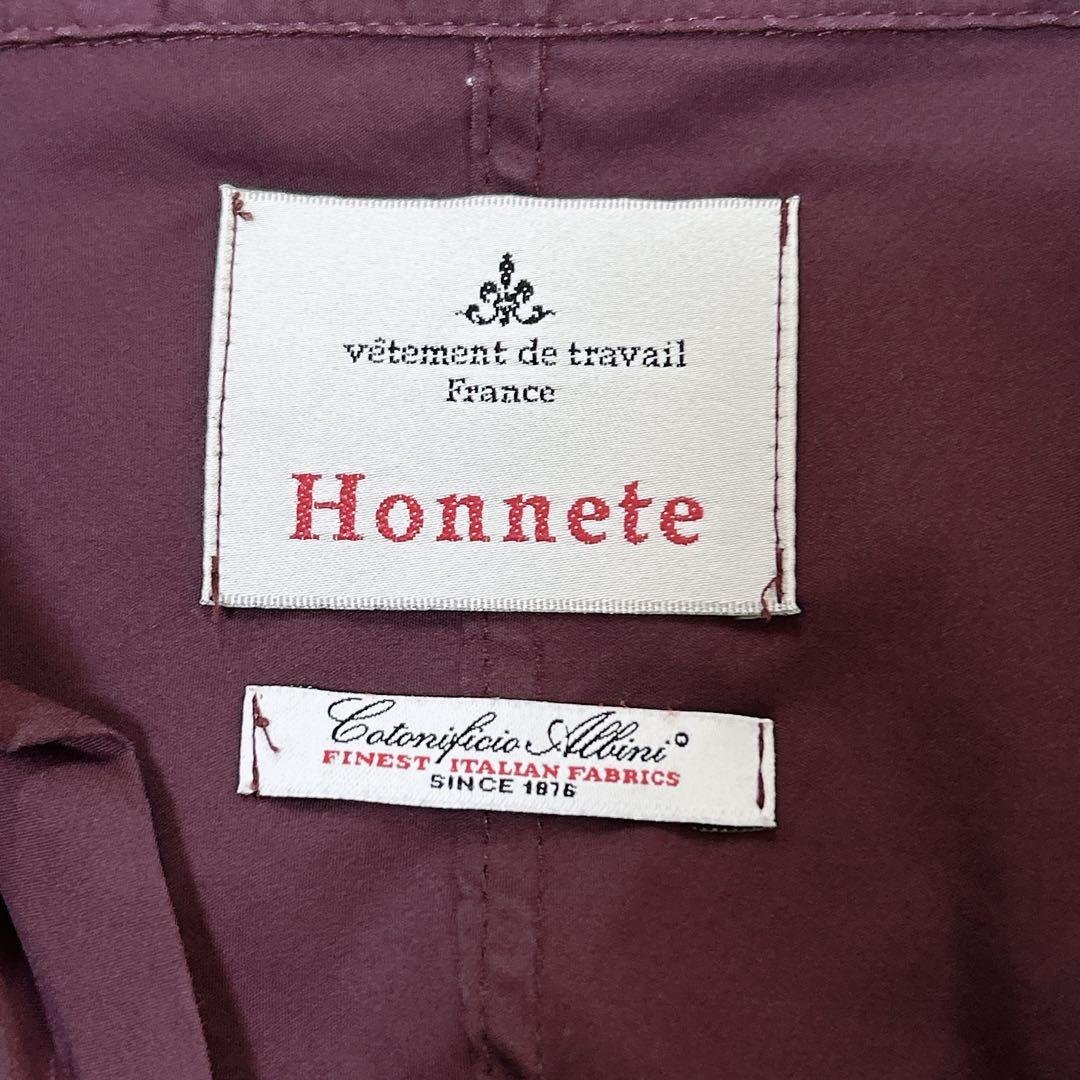 vêtement de travail
France
Honnete
Cotonificio Albini
FINEST ITALIAN FABRICS
SINCE 1876